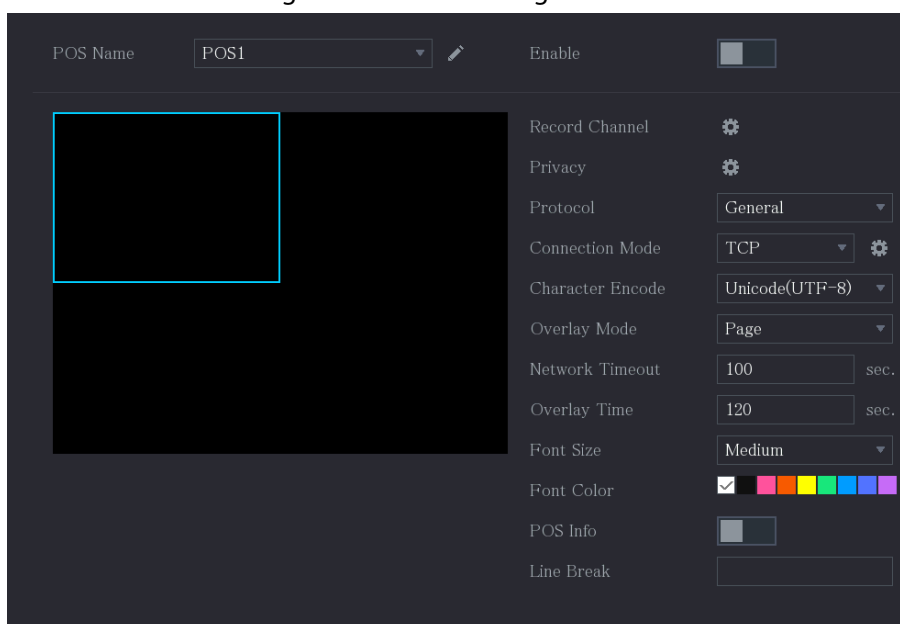 POS Name POS1 Enable
Record Channel
Privacy
Protocol General
Connection Mode TCP
Character Encode Unicode(UTF-8)
Overlay Mode Page
Network Timeout 100 sec.
Overlay Time 120 sec.
Font Size Medium
Font Color
POS Info
Line Break